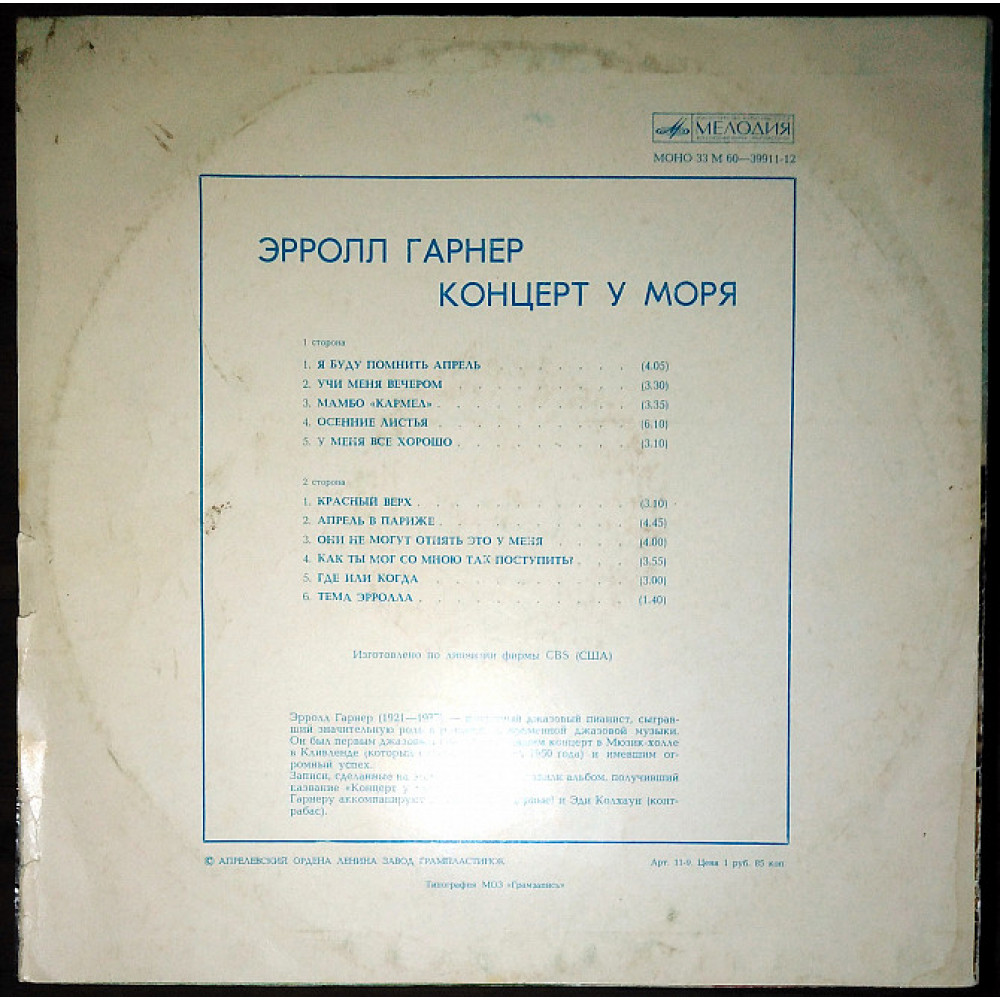 МЕЛОДИЯ
МОНО 33 М 60—39911-12
ЭРРОЛЛ ГАРНЕР
КОНЦЕРТ У МОРЯ
1 сторона
1. Я БУДУ ПОМНИТЬ АПРЕЛЬ . . . . . . (4.05)
2. УЧИ МЕНЯ ВЕЧЕРОМ . . . . . . . . (3.30)
3. МАМБО «КАРМЕЛ» . . . . . . . . (3.35)
4. ОСЕННИЕ ЛИСТЬЯ . . . . . . . . (6.10)
5. У МЕНЯ ВСЕ ХОРОШО . . . . . . . . (3.10)
2 сторона
1. КРАСНЫЙ ВЕРХ . . . . . . . . . (3.10)
2. АПРЕЛЬ В ПАРИЖЕ . . . . . . . . (4.45)
3. ОНИ НЕ МОГУТ ОТНЯТЬ ЭТО У МЕНЯ . . . . (4.00)
4. КАК ТЫ МОГ СО МНОЮ ТАК ПОСТУПИТЬ? . . . (3.55)
5. ГДЕ ИЛИ КОГДА . . . . . . . . . (3.00)
6. ТЕМА ЭРРОЛЛА . . . . . . . . . (1.40)
Изготовлено по лицензии фирмы CBS (США)
Эрролл Гарнер (1921— — джазовый пианист, сыграв-
ший значительную роль в джазовой музыки.
Он был первым концерт в Мюзик-холле
в Кливленде (который 1950 года) и имевшим ог-
ромный успех.
Записи, сделанные на альбом, получивший
название «Концерт у
Гарнеру аккомпанируют и Эди Колхаун (конт-
рабас).
© АПРЕЛЕВСКИЙ ОРДЕНА ЛЕНИНА ЗАВОД ГРАМПЛАСТИНОК
Арт. 11-9. Цена 1 руб. 85 коп
Типография МОЗ «Грамзапись»